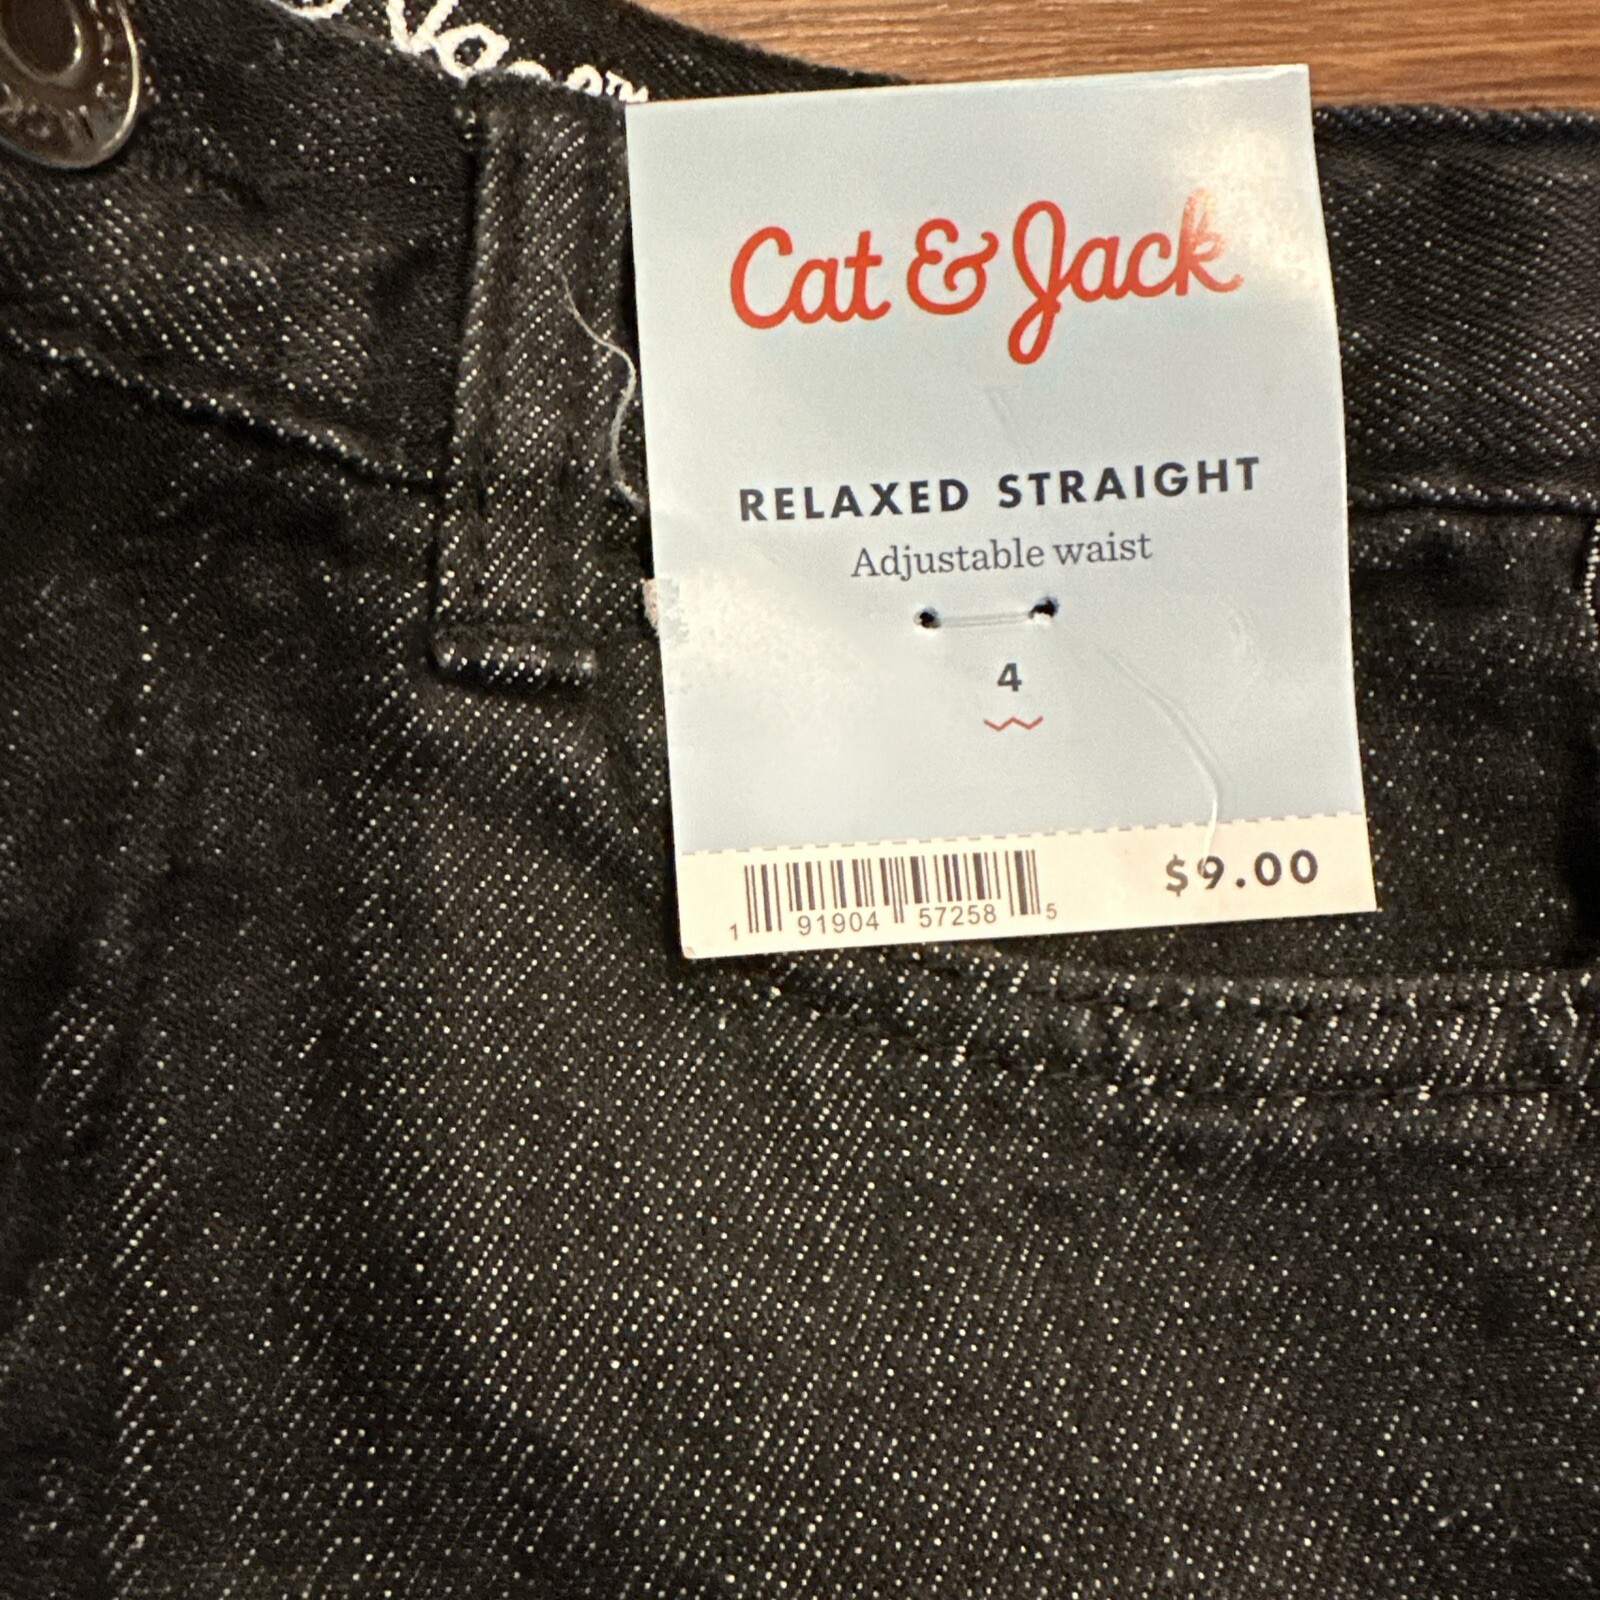 Cat & Jack
RELAXED STRAIGHT
Adjustable waist
4
$9.00
1 91904 57258 5